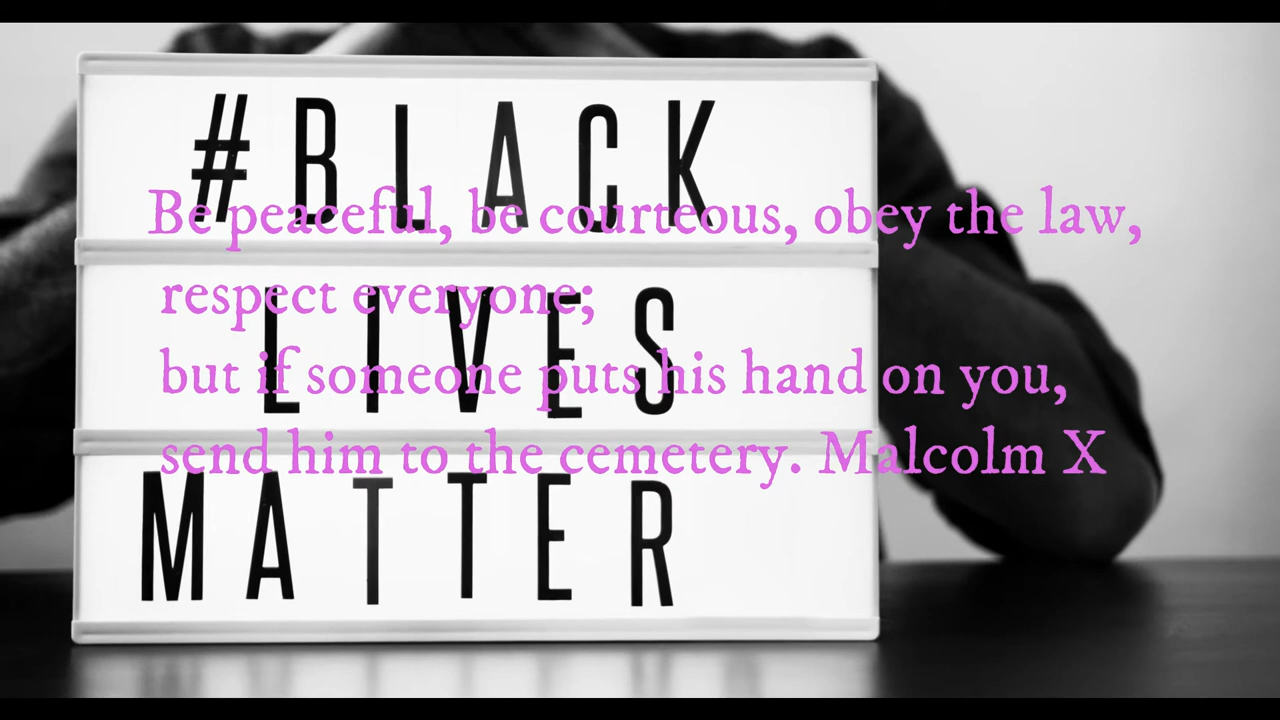 #BLACK
LIVES
MATTER
Be peaceful, be courteous, obey the law,
respect everyone;
but if someone puts his hand on you,
send him to the cemetery. Malcolm X